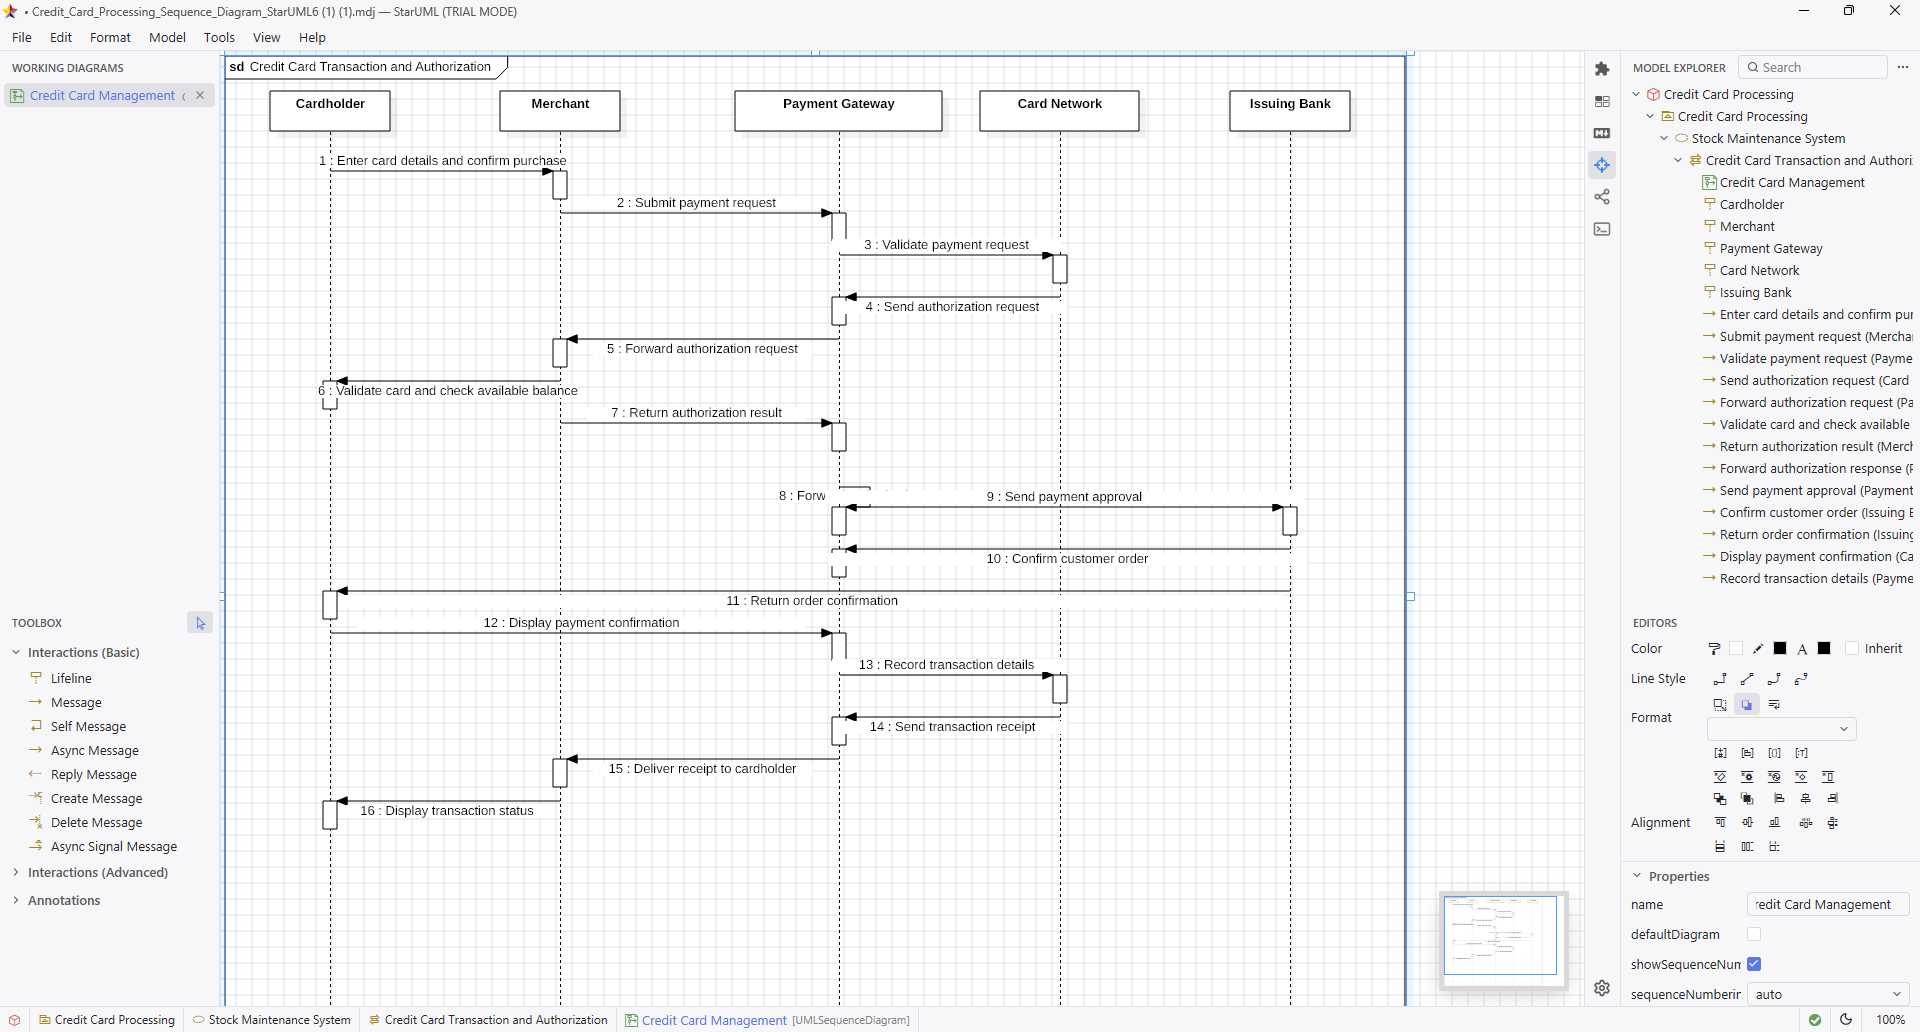 • Credit_Card_Processing_Sequence_Diagram_StarUML6 (1) (1).mdj — StarUML (TRIAL MODE)
File Edit Format Model Tools View Help
WORKING DIAGRAMS
Credit Card Management
sd Credit Card Transaction and Authorization
Cardholder
Merchant
Payment Gateway
Card Network
Issuing Bank
1 : Enter card details and confirm purchase
2 : Submit payment request
3 : Validate payment request
4 : Send authorization request
5 : Forward authorization request
6 : Validate card and check available balance
7 : Return authorization result
8 : Forw
9 : Send payment approval
10 : Confirm customer order
11 : Return order confirmation
12 : Display payment confirmation
13 : Record transaction details
14 : Send transaction receipt
15 : Deliver receipt to cardholder
16 : Display transaction status
TOOLBOX
Interactions (Basic)
Lifeline
Message
Self Message
Async Message
Reply Message
Create Message
Delete Message
Async Signal Message
Interactions (Advanced)
Annotations
MODEL EXPLORER
Search
Credit Card Processing
Credit Card Processing
Stock Maintenance System
Credit Card Transaction and Authori
Credit Card Management
Cardholder
Merchant
Payment Gateway
Card Network
Issuing Bank
Enter card details and confirm pur
Submit payment request (Mercha
Validate payment request (Payme
Send authorization request (Card
Forward authorization request (Pa
Validate card and check available
Return authorization result (Merch
Forward authorization response (P
Send payment approval (Payment
Confirm customer order (Issuing B
Return order confirmation (Issuing
Display payment confirmation (Ca
Record transaction details (Payme
EDITORS
Color
Inherit
Line Style
Format
Alignment
Properties
name
redit Card Management
defaultDiagram
showSequenceNum
sequenceNumberin
auto
Credit Card Processing
Stock Maintenance System
Credit Card Transaction and Authorization
Credit Card Management [UMLSequenceDiagram]
100%